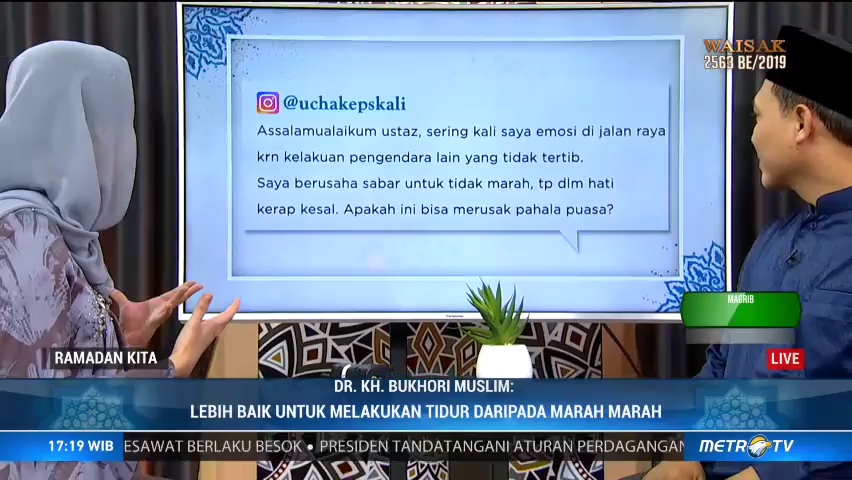 WAISAK
2563 BE/2019
@uchakepskali
Assalamualaikum ustaz, sering kali saya emosi di jalan raya
krn kelakuan pengendara lain yang tidak tertib.
Saya berusaha sabar untuk tidak marah, tp dlm hati
kerap kesal. Apakah ini bisa merusak pahala puasa?
MAGRIB
RAMADAN KITA
LIVE
DR. KH. BUKHORI MUSLIM:
LEBIH BAIK UNTUK MELAKUKAN TIDUR DARIPADA MARAH MARAH
17:19 WIB
ESAWAT BERLAKU BESOK • PRESIDEN TANDATANGANI ATURAN PERDAGANGAN
METRO TV